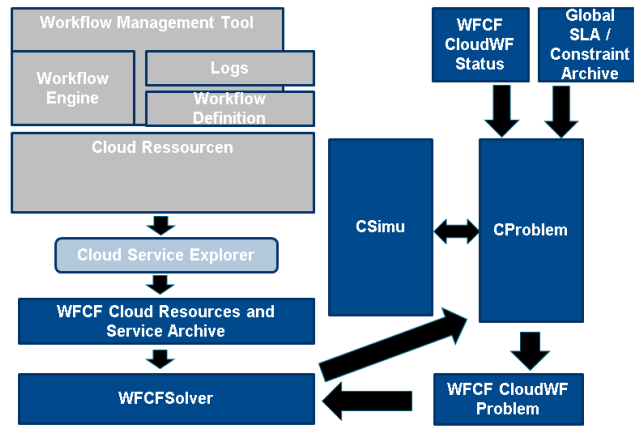 Workflow Management Tool
Workflow
Engine
Logs
Workflow
Definition
Cloud Ressourcen
Cloud Service Explorer
WFCF Cloud Resources and
Service Archive
WFCFSolver
WFCF
CloudWF
Status
Global
SLA /
Constraint
Archive
CSimu
CProblem
WFCF CloudWF
Problem